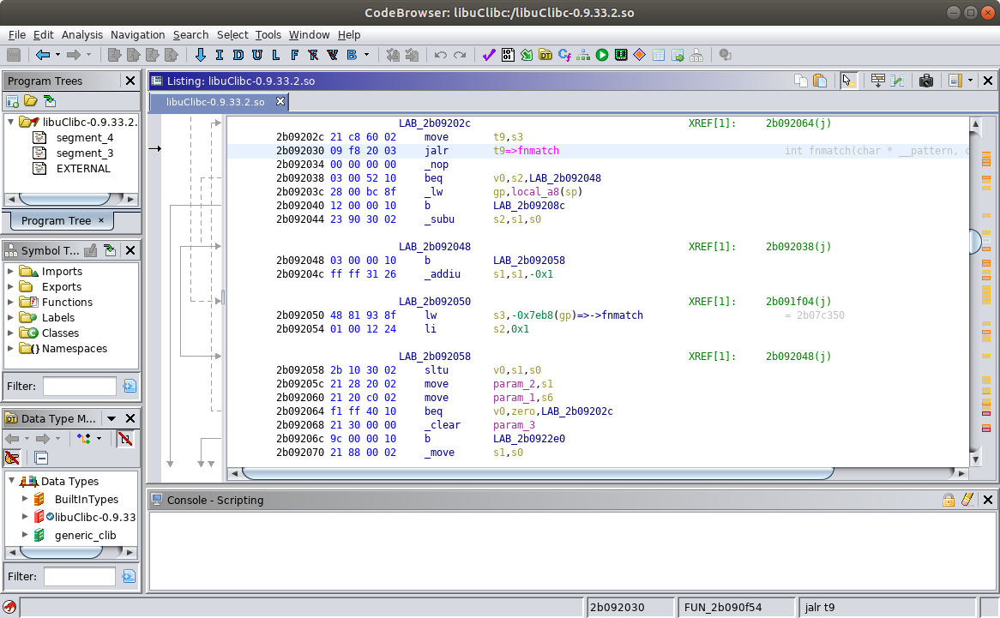 CodeBrowser: libuClibc:/libuClibc-0.9.33.2.so
File Edit Analysis Navigation Search Select Tools Window Help
I D U L F B
Program Trees
libuClibc-0.9.33.2.
segment_4
segment_3
EXTERNAL
Program Tree ×
Symbol T...
Imports
Exports
Functions
Labels
Classes
Namespaces
Filter:
Data Type M...
Data Types
BuiltInTypes
libuClibc-0.9.33
generic_clib
Filter:
Listing: libuClibc-0.9.33.2.so
libuClibc-0.9.33.2.so
LAB_2b09202c XREF[1]: 2b092064(j)
2b09202c 21 c8 60 02 move t9,s3
2b092030 09 f8 20 03 jalr t9=>fnmatch int fnmatch(char * __pattern, c
2b092034 00 00 00 00 _nop
2b092038 03 00 52 10 beq v0,s2,LAB_2b092048
2b09203c 28 00 bc 8f _lw gp,local_a8(sp)
2b092040 12 00 00 10 b LAB_2b09208c
2b092044 23 90 30 02 _subu s2,s1,s0
LAB_2b092048 XREF[1]: 2b092038(j)
2b092048 03 00 00 10 b LAB_2b092058
2b09204c ff ff 31 26 _addiu s1,s1,-0x1
LAB_2b092050 XREF[1]: 2b091f04(j)
2b092050 48 81 93 8f lw s3,-0x7eb8(gp)=>->fnmatch = 2b07c350
2b092054 01 00 12 24 li s2,0x1
LAB_2b092058 XREF[1]: 2b092048(j)
2b092058 2b 10 30 02 sltu v0,s1,s0
2b09205c 21 28 20 02 move param_2,s1
2b092060 21 20 c0 02 move param_1,s6
2b092064 f1 ff 40 10 beq v0,zero,LAB_2b09202c
2b092068 21 30 00 00 _clear param_3
2b09206c 9c 00 00 10 b LAB_2b0922e0
2b092070 21 88 00 02 _move s1,s0
Console - Scripting
2b092030 FUN_2b090f54 jalr t9